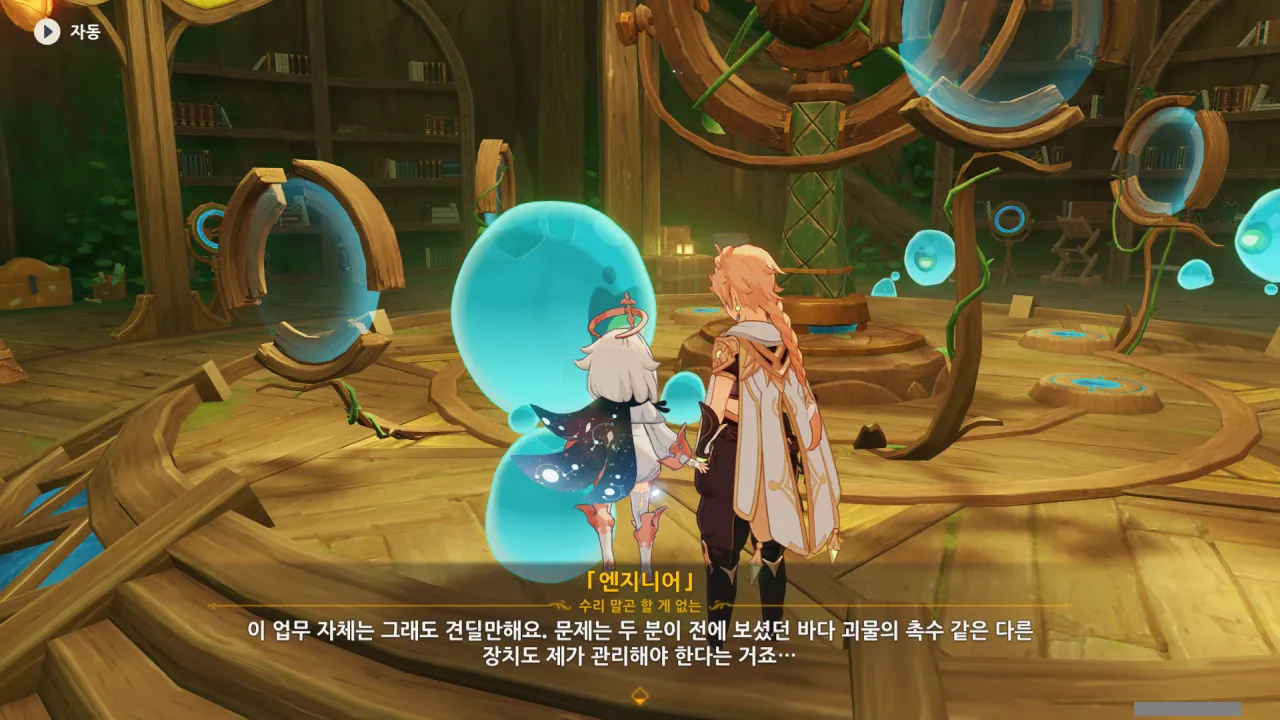 자동
「엔지니어」
수리 말곤 할 게 없는
이 업무 자체는 그래도 견딜만해요. 문제는 두 분이 전에 보셨던 바다 괴물의 촉수 같은 다른
장치도 제가 관리해야 한다는 거죠…